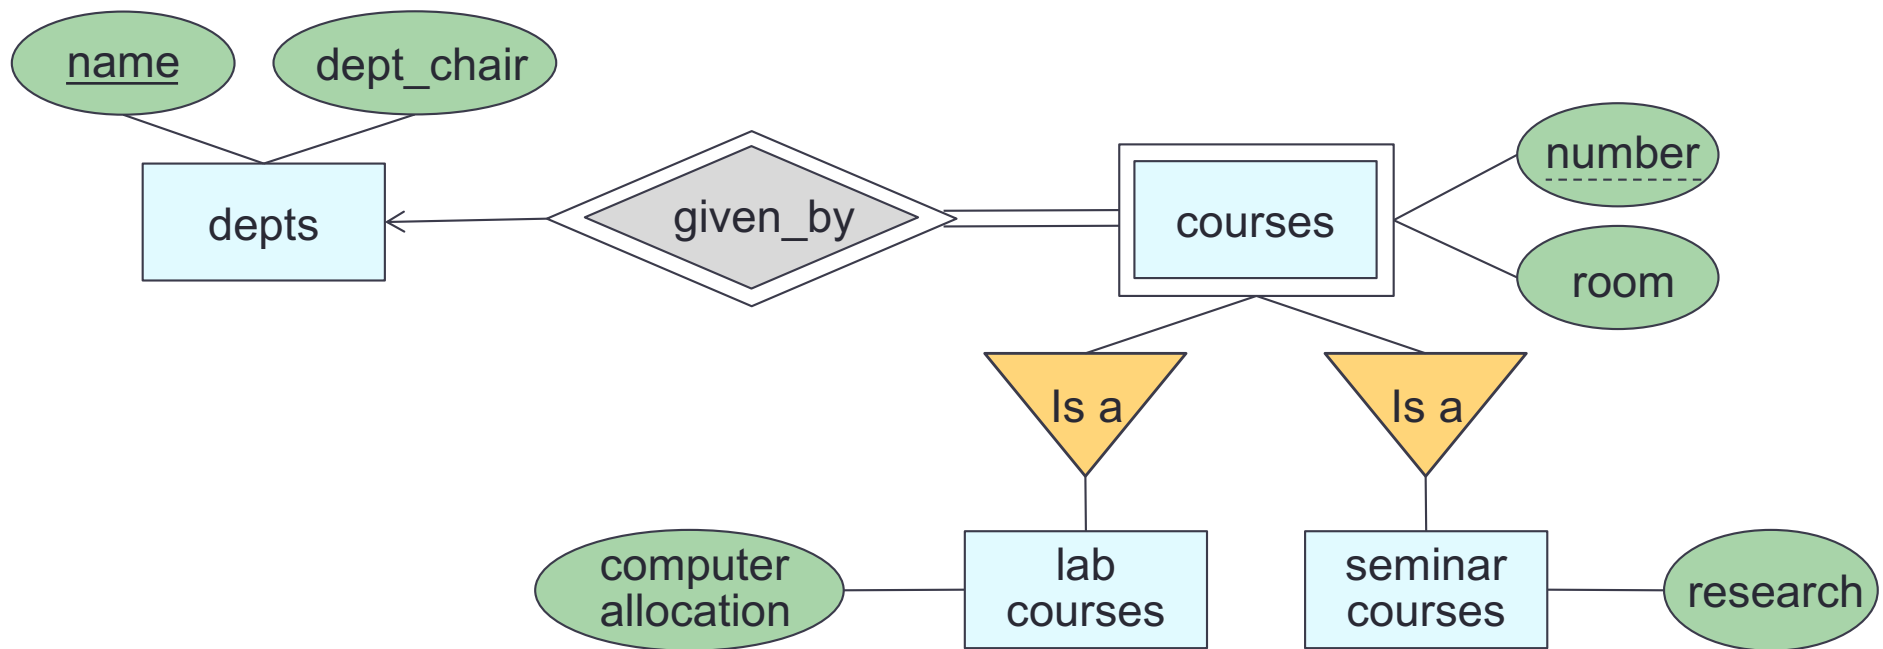 name
dept_chair
number
depts
given_by
courses
room
Is a
Is a
computer
allocation
lab
courses
seminar
courses
research